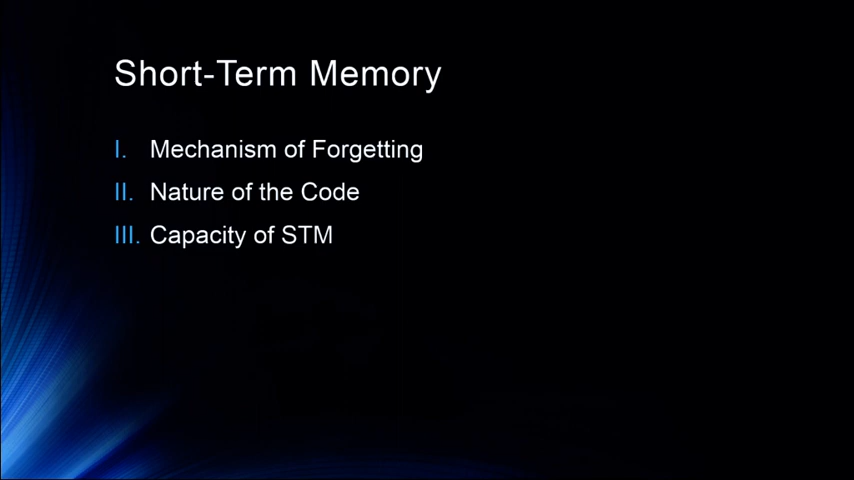 Short-Term Memory
I. Mechanism of Forgetting
II. Nature of the Code
III. Capacity of STM